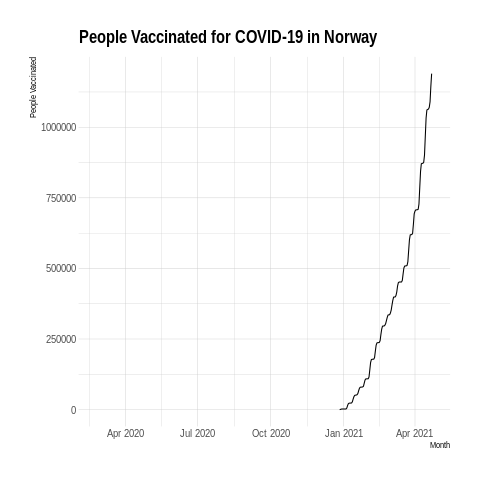 People Vaccinated for COVID-19 in Norway
People Vaccinated
1000000
750000
500000
250000
0
Apr 2020
Jul 2020
Oct 2020
Jan 2021
Apr 2021
Month